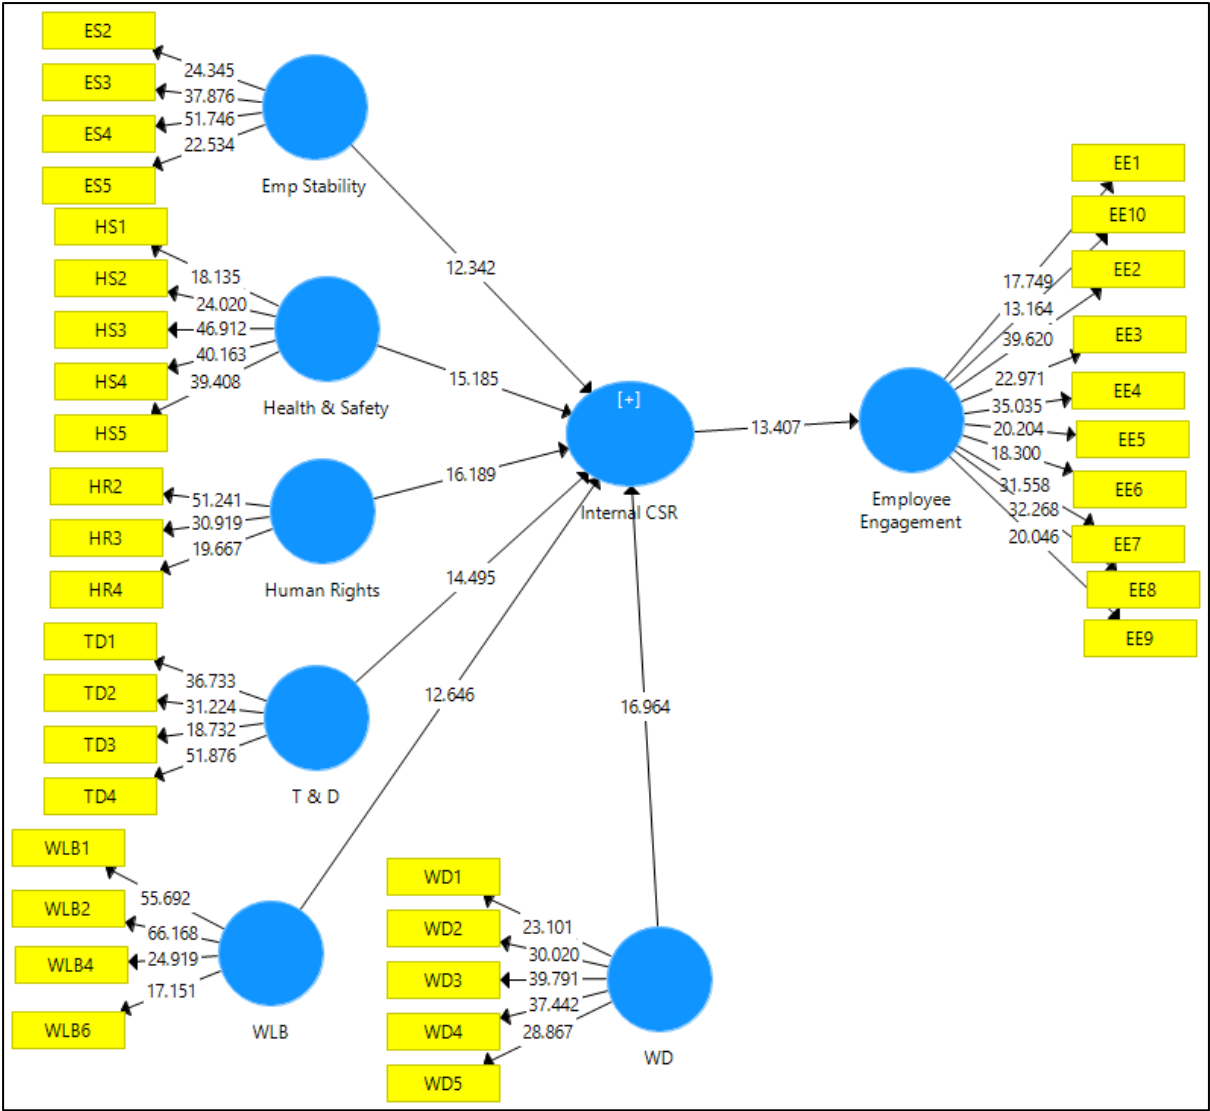 ES2
24.345
ES3
37.876
ES4
51.746
22.534
ES5
Emp Stability
HS1
18.135
HS2
24.020
HS3
46.912
40.163
HS4
39.408
HS5
Health & Safety
HR2
51.241
HR3
30.919
19.667
HR4
Human Rights
TD1
36.733
TD2
31.224
TD3
18.732
51.876
TD4
T & D
WLB1
55.692
WLB2
66.168
WLB4
24.919
17.151
WLB6
WLB
WD1
23.101
WD2
30.020
WD3
39.791
37.442
WD4
28.867
WD5
WD
12.342
15.185
16.189
14.495
12.646
16.964
[+]
Internal CSR
13.407
Employee
Engagement
EE1
EE10
EE2
17.749
13.164
39.620
EE3
22.971
EE4
35.035
20.204
EE5
18.300
EE6
31.558
32.268
20.046
EE7
EE8
EE9